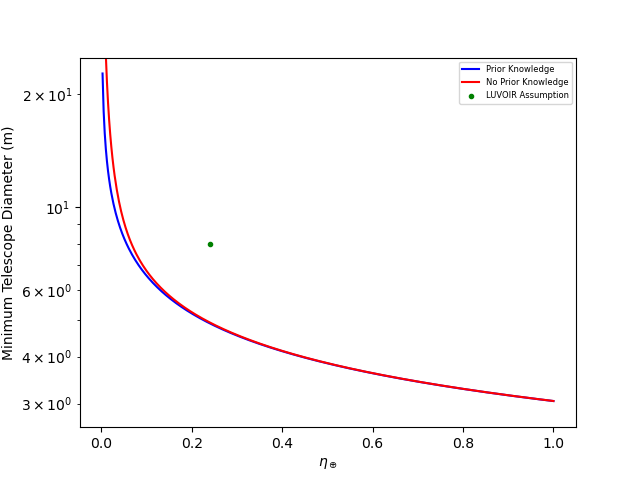 Prior Knowledge
No Prior Knowledge
LUVOIR Assumption
Minimum Telescope Diameter (m)
2 × 10¹
10¹
6 × 10⁰
4 × 10⁰
3 × 10⁰
0.0 0.2 0.4 0.6 0.8 1.0
η⊕